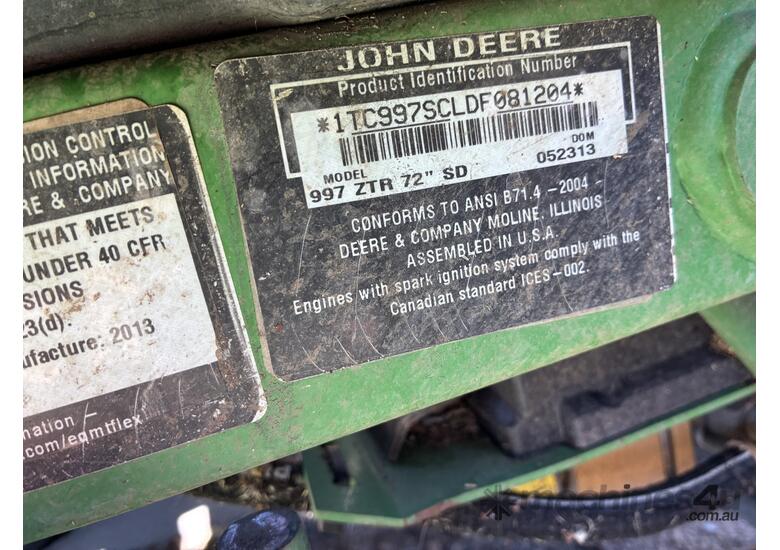 JOHN DEERE
Product Identification Number
*1TC997SCLDF081204*
MODEL
DOM
997 ZTR 72" SD
052313
CONFORMS TO ANSI B71.4 -2004 -
DEERE & COMPANY MOLINE, ILLINOIS
ASSEMBLED IN U.S.A.
Engines with spark ignition system comply with the
Canadian standard ICES-002.
ION CONTROL
INFORMATION
RE & COMPANY
THAT MEETS
UNDER 40 CFR
SIONS
23(d).
ufacture: 2013
nation -
.com/eqmtflex
machines4u
.com.au